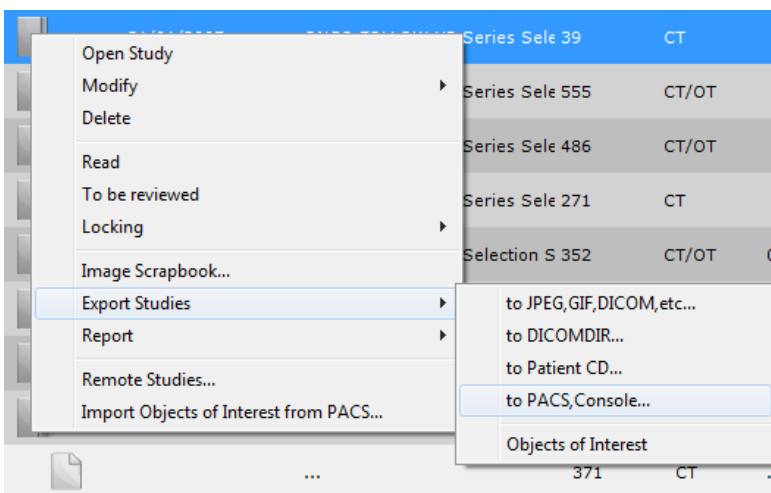 Series Sele 39 CT
Open Study
Modify
Series Sele 555 CT/OT
Delete
Series Sele 486 CT/OT
Read
To be reviewed
Series Sele 271 CT
Locking
Selection S 352 CT/OT
Image Scrapbook...
Export Studies
to JPEG,GIF,DICOM,etc...
Report
to DICOMDIR...
to Patient CD...
Remote Studies...
to PACS,Console...
Import Objects of Interest from PACS...
Objects of Interest
... 371 CT